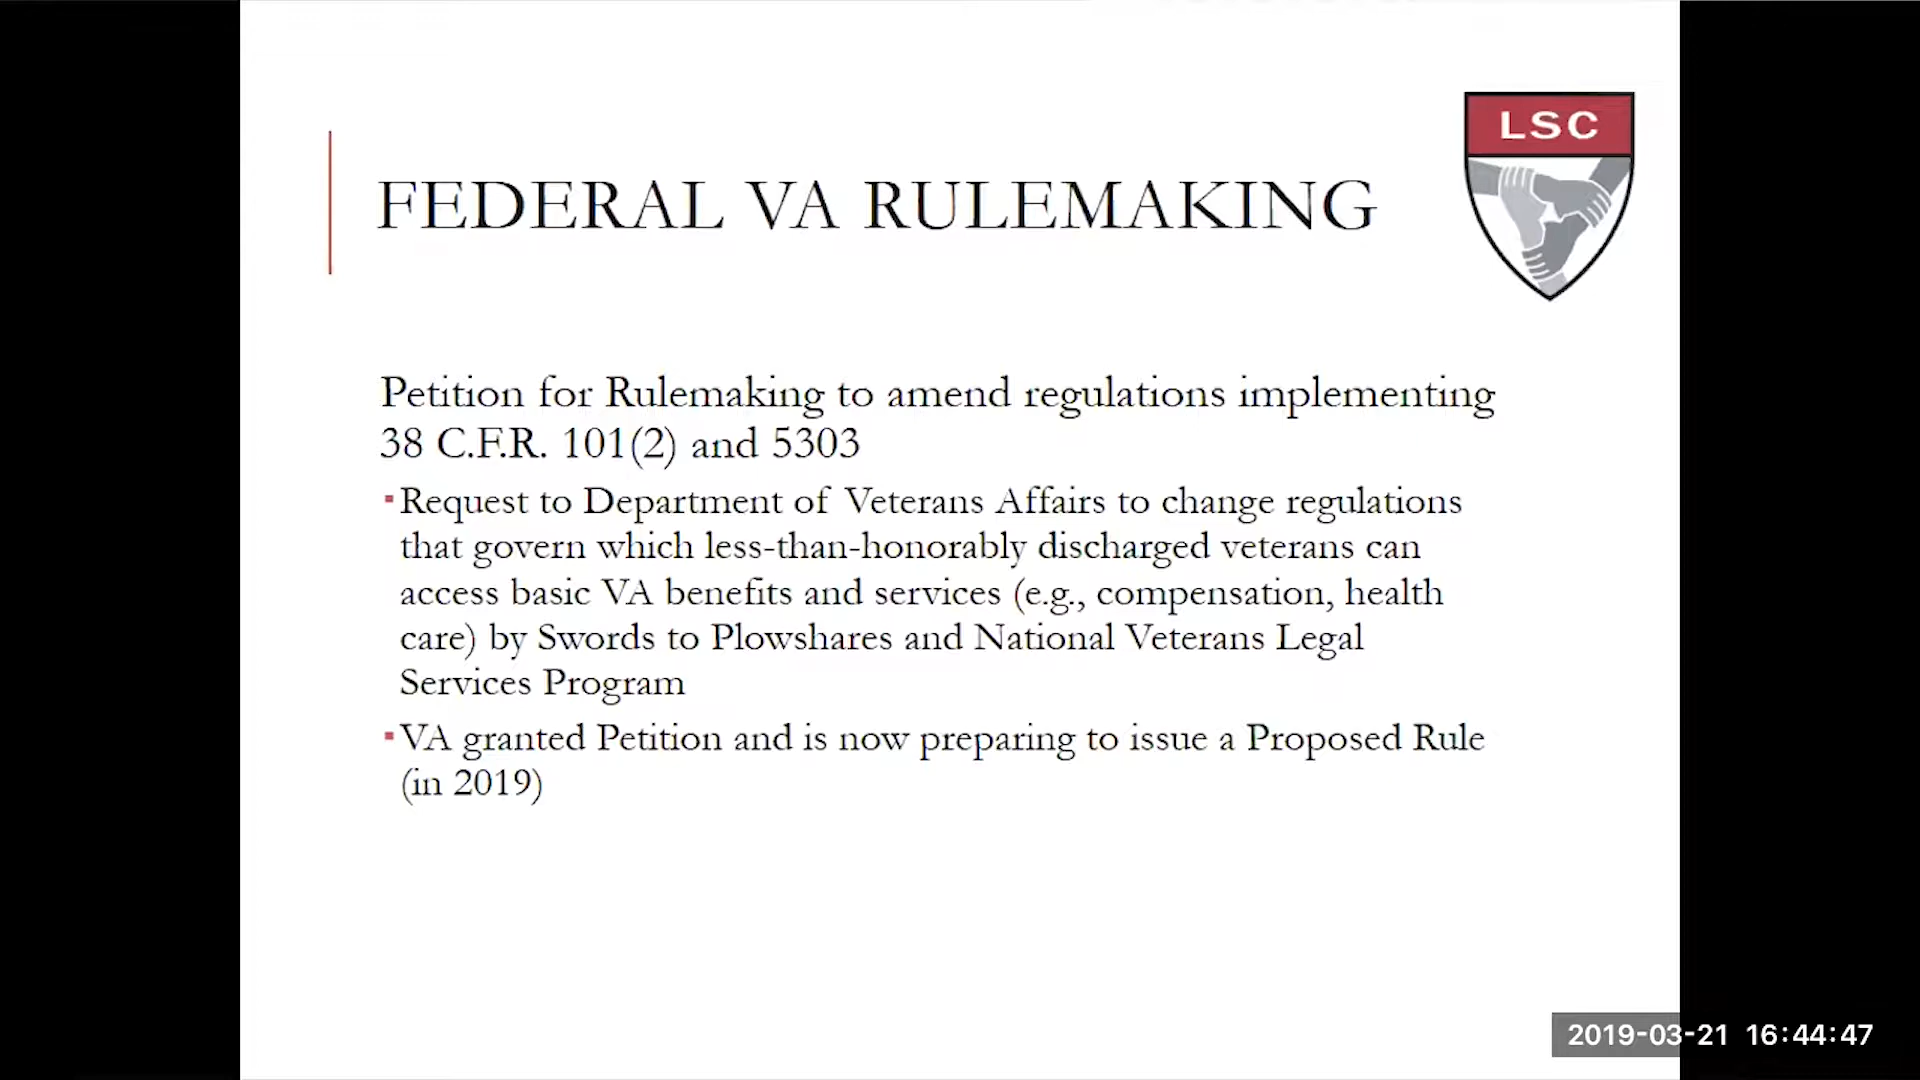 LSC
FEDERAL VA RULEMAKING
Petition for Rulemaking to amend regulations implementing
38 C.F.R. 101(2) and 5303
▪Request to Department of Veterans Affairs to change regulations
that govern which less-than-honorably discharged veterans can
access basic VA benefits and services (e.g., compensation, health
care) by Swords to Plowshares and National Veterans Legal
Services Program
▪VA granted Petition and is now preparing to issue a Proposed Rule
(in 2019)
2019-03-21 16:44:47